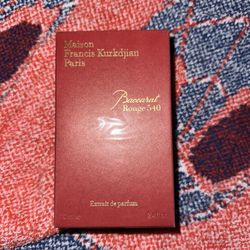 Maison
Francis Kurkdjian
Paris
Baccarat
Rouge 540
Extrait de parfum